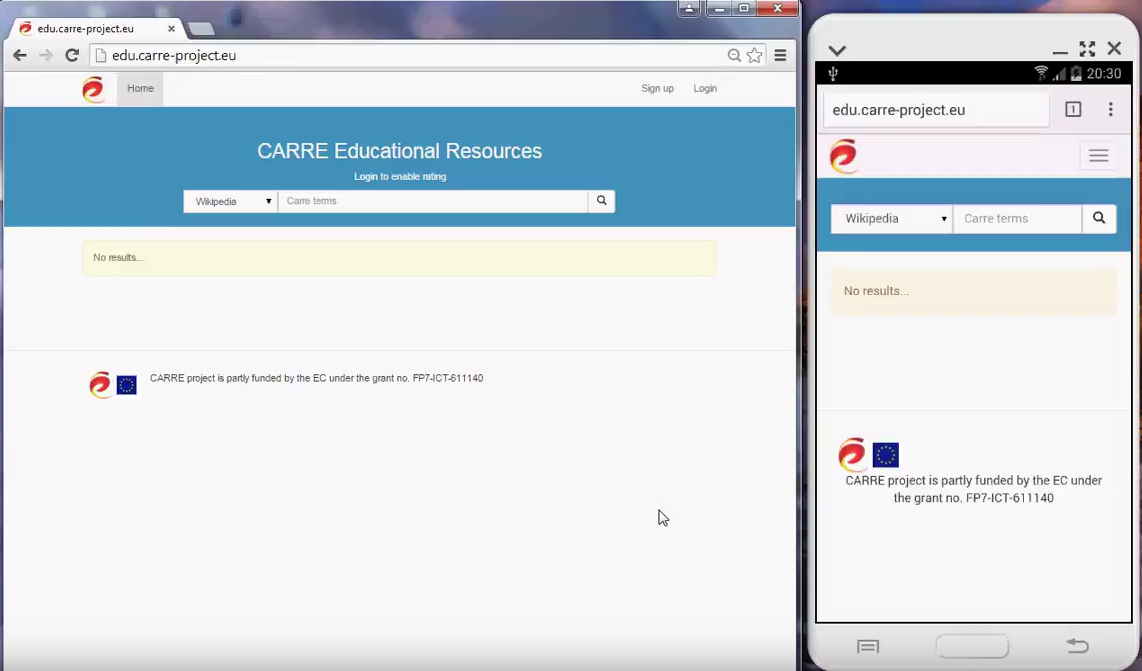 edu.carre-project.eu
edu.carre-project.eu
Home
Sign up
Login
CARRE Educational Resources
Login to enable rating
Wikipedia
Carre terms
No results...
CARRE project is partly funded by the EC under the grant no. FP7-ICT-611140
20:30
edu.carre-project.eu
1
Wikipedia
Carre terms
No results...
CARRE project is partly funded by the EC under
the grant no. FP7-ICT-611140